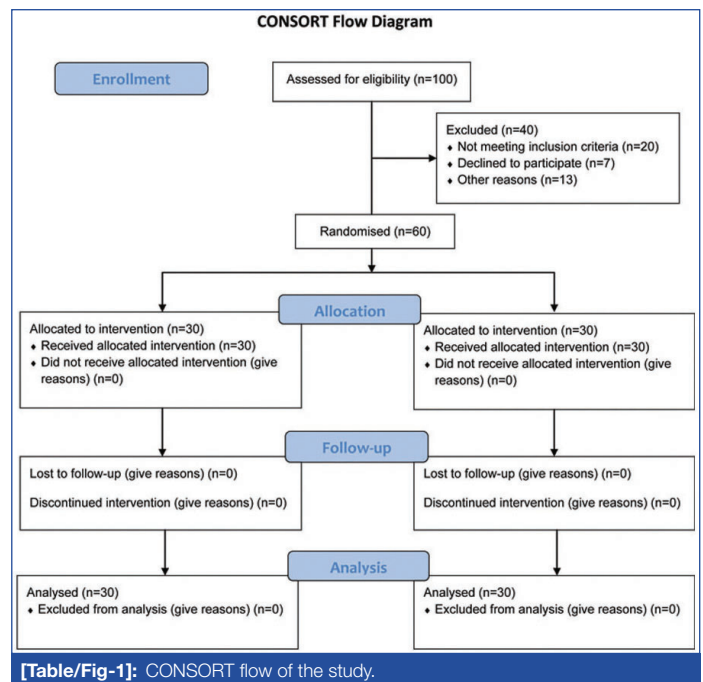 CONSORT Flow Diagram
Enrollment
Assessed for eligibility (n=100)
Excluded (n=40)
♦ Not meeting inclusion criteria (n=20)
♦ Declined to participate (n=7)
♦ Other reasons (n=13)
Randomised (n=60)
Allocation
Allocated to intervention (n=30)
♦ Received allocated intervention (n=30)
♦ Did not receive allocated intervention (give
reasons) (n=0)
Allocated to intervention (n=30)
♦ Received allocated intervention (n=30)
♦ Did not receive allocated intervention (give
reasons) (n=0)
Follow-up
Lost to follow-up (give reasons) (n=0)
Discontinued intervention (give reasons) (n=0)
Lost to follow-up (give reasons) (n=0)
Discontinued intervention (give reasons) (n=0)
Analysis
Analysed (n=30)
♦ Excluded from analysis (give reasons) (n=0)
Analysed (n=30)
♦ Excluded from analysis (give reasons) (n=0)
[Table/Fig-1]: CONSORT flow of the study.